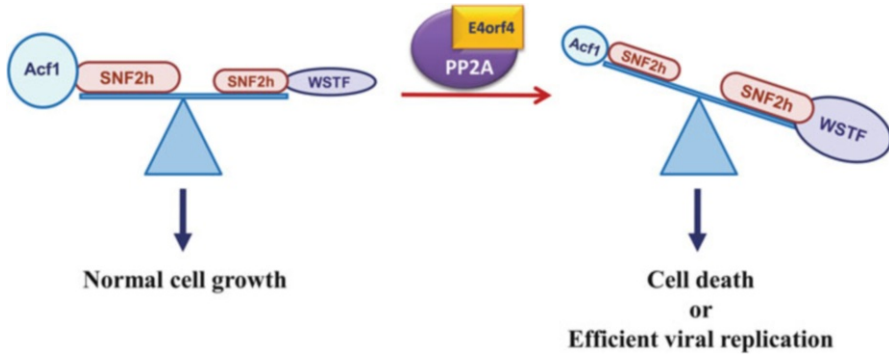 Acf1
SNF2h
SNF2h
WSTF
E4orf4
PP2A
Acf1
SNF2h
SNF2h
WSTF
Normal cell growth
Cell death
or
Efficient viral replication